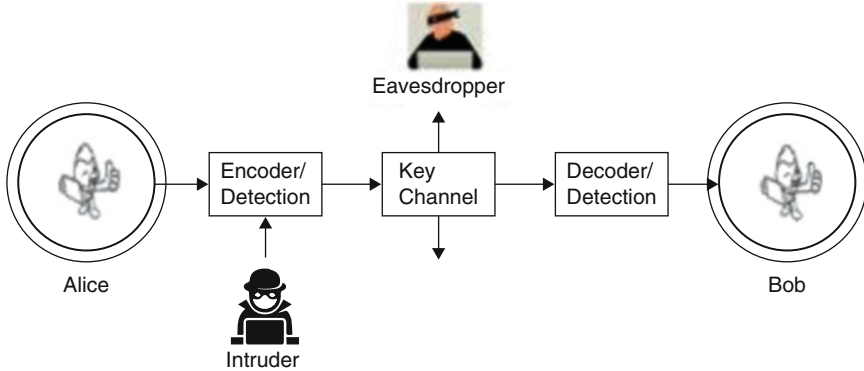 Eavesdropper
Encoder/
Detection
Key
Channel
Decoder/
Detection
Alice
Bob
Intruder